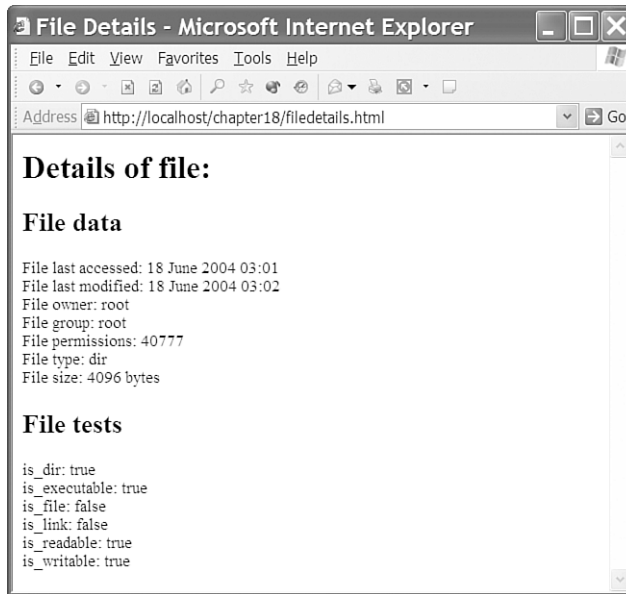 File Details - Microsoft Internet Explorer
File Edit View Favorites Tools Help
Address http://localhost/chapter18/filedetails.html Go
Details of file:
File data
File last accessed: 18 June 2004 03:01
File last modified: 18 June 2004 03:02
File owner: root
File group: root
File permissions: 40777
File type: dir
File size: 4096 bytes
File tests
is_dir: true
is_executable: true
is_file: false
is_link: false
is_readable: true
is_writable: true